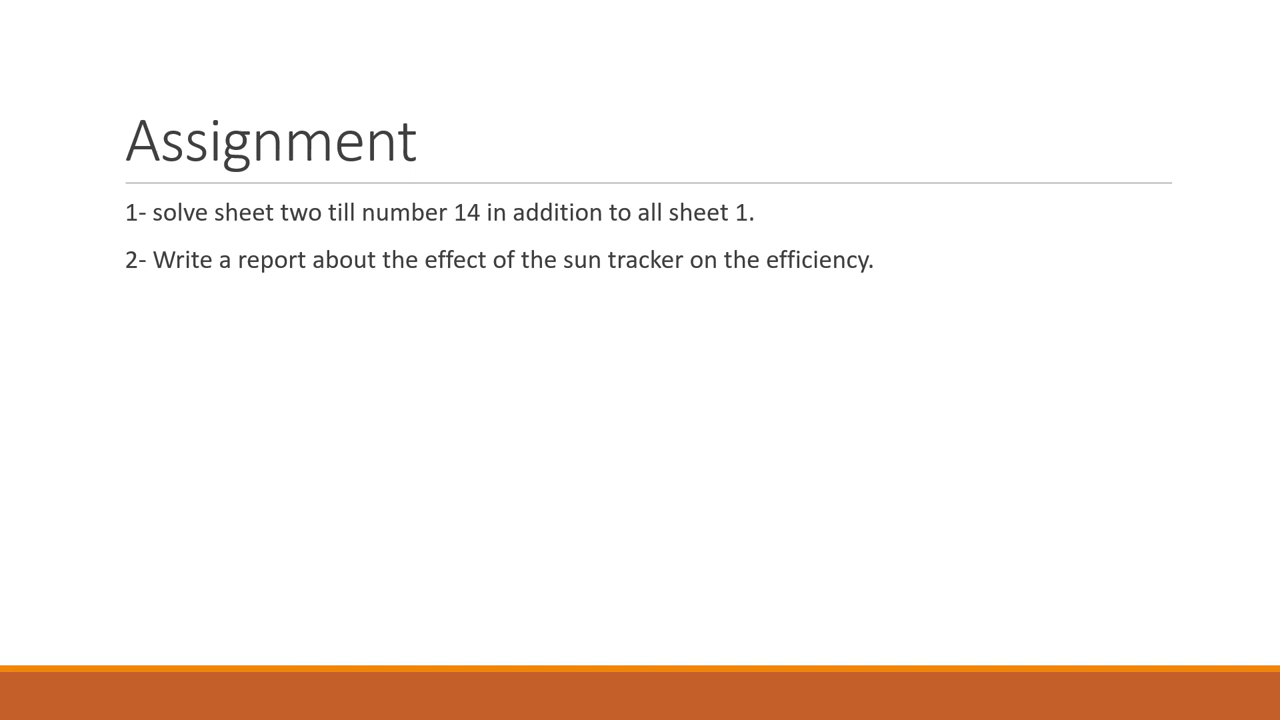 Assignment
1- solve sheet two till number 14 in addition to all sheet 1.
2- Write a report about the effect of the sun tracker on the efficiency.